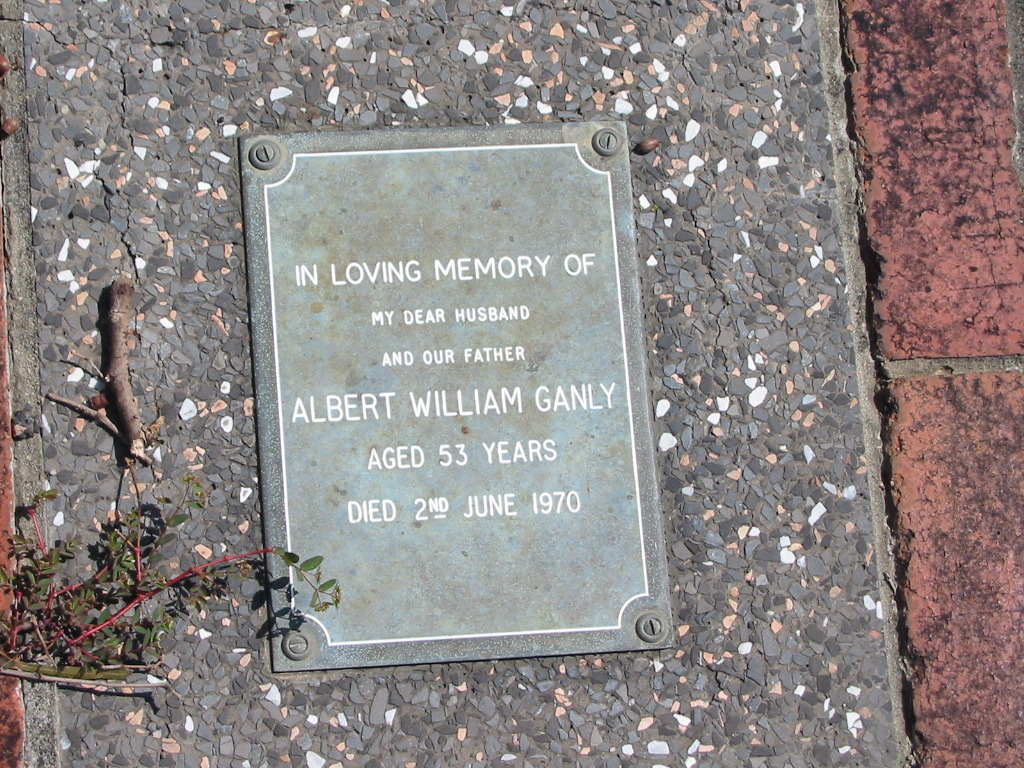 IN LOVING MEMORY OF
MY DEAR HUSBAND
AND OUR FATHER
ALBERT WILLIAM GANLY
AGED 53 YEARS
DIED 2ND JUNE 1970